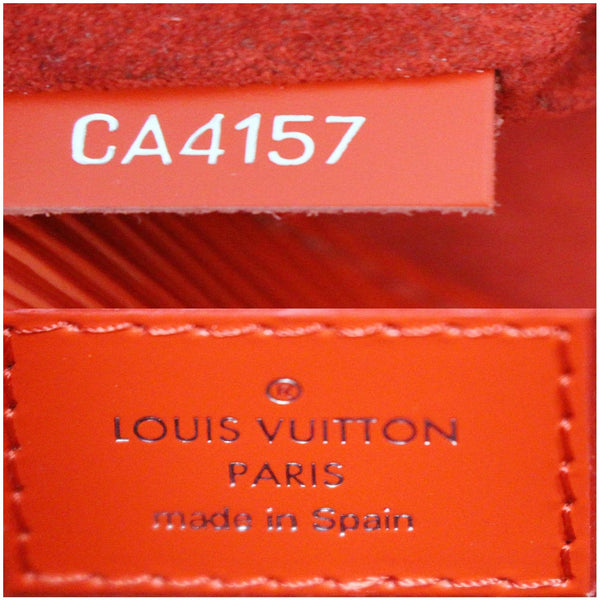 CA4157
®
LOUIS VUITTON
PARIS
made in Spain